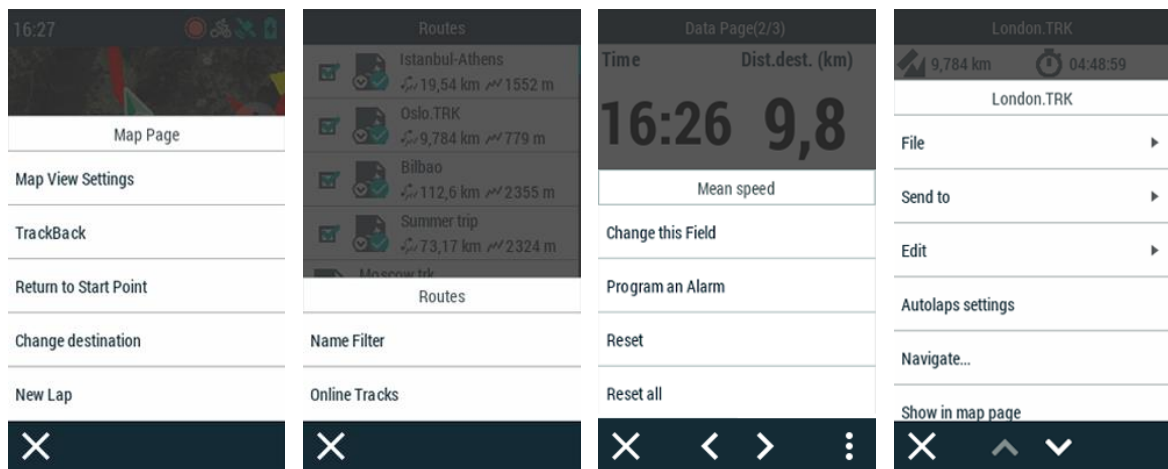 16:27
Map Page
Map View Settings
TrackBack
Return to Start Point
Change destination
New Lap
Routes
Istanbul-Athens
19,54 km 1552 m
Oslo.TRK
9,784 km 779 m
Bilbao
112,6 km 2355 m
Summer trip
73,17 km 2324 m
Moscow trk
Routes
Name Filter
Online Tracks
Data Page(2/3)
Time Dist.dest. (km)
16:26 9,8
Mean speed
Change this Field
Program an Alarm
Reset
Reset all
London.TRK
9,784 km 04:48:59
London.TRK
File
Send to
Edit
Autolaps settings
Navigate...
Show in map page